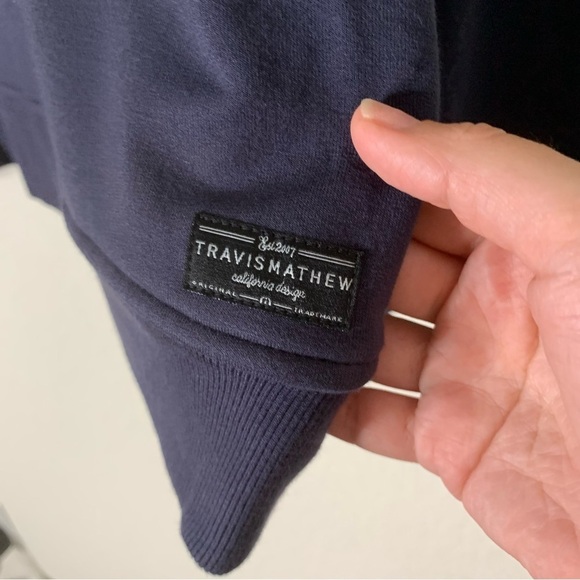 Est.2007
TRAVISMATHEW
california design
ORIGINAL TRADEMARK